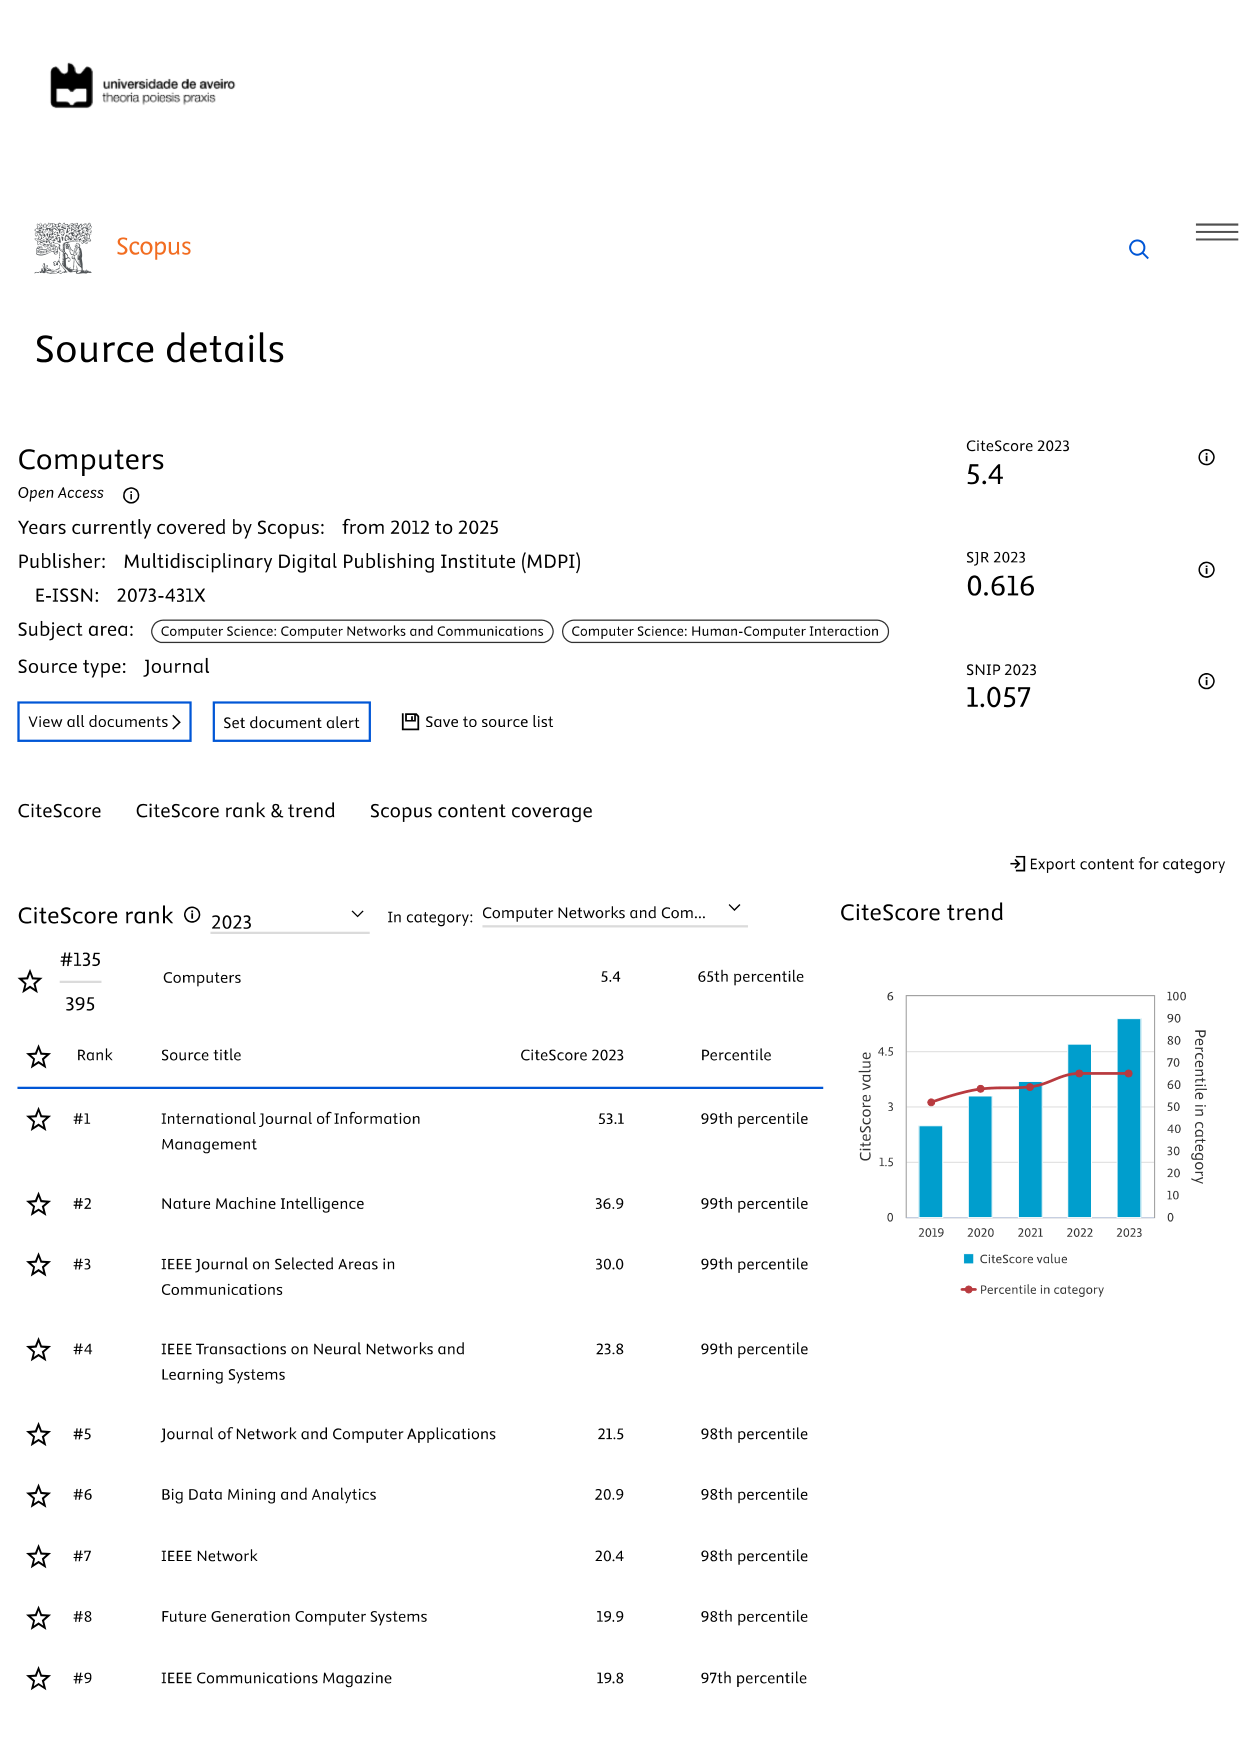 universidade de aveiro
theoria poiesis praxis
Scopus
Source details
Computers
Open Access
Years currently covered by Scopus: from 2012 to 2025
Publisher: Multidisciplinary Digital Publishing Institute (MDPI)
E-ISSN: 2073-431X
Subject area: Computer Science: Computer Networks and Communications Computer Science: Human-Computer Interaction
Source type: Journal
View all documents Set document alert Save to source list
CiteScore 2023
5.4
SJR 2023
0.616
SNIP 2023
1.057
CiteScore CiteScore rank & trend Scopus content coverage
Export content for category
CiteScore rank 2023 In category: Computer Networks and Com...
#135
395
Computers 5.4 65th percentile
Rank Source title CiteScore 2023 Percentile
#1 International Journal of Information 53.1 99th percentile
Management
#2 Nature Machine Intelligence 36.9 99th percentile
#3 IEEE Journal on Selected Areas in 30.0 99th percentile
Communications
#4 IEEE Transactions on Neural Networks and 23.8 99th percentile
Learning Systems
#5 Journal of Network and Computer Applications 21.5 98th percentile
#6 Big Data Mining and Analytics 20.9 98th percentile
#7 IEEE Network 20.4 98th percentile
#8 Future Generation Computer Systems 19.9 98th percentile
#9 IEEE Communications Magazine 19.8 97th percentile
CiteScore trend
CiteScore value
6
4.5
3
1.5
0
100
90
80
70
60
50
40
30
20
10
0
Percentile in category
2019 2020 2021 2022 2023
CiteScore value
Percentile in category